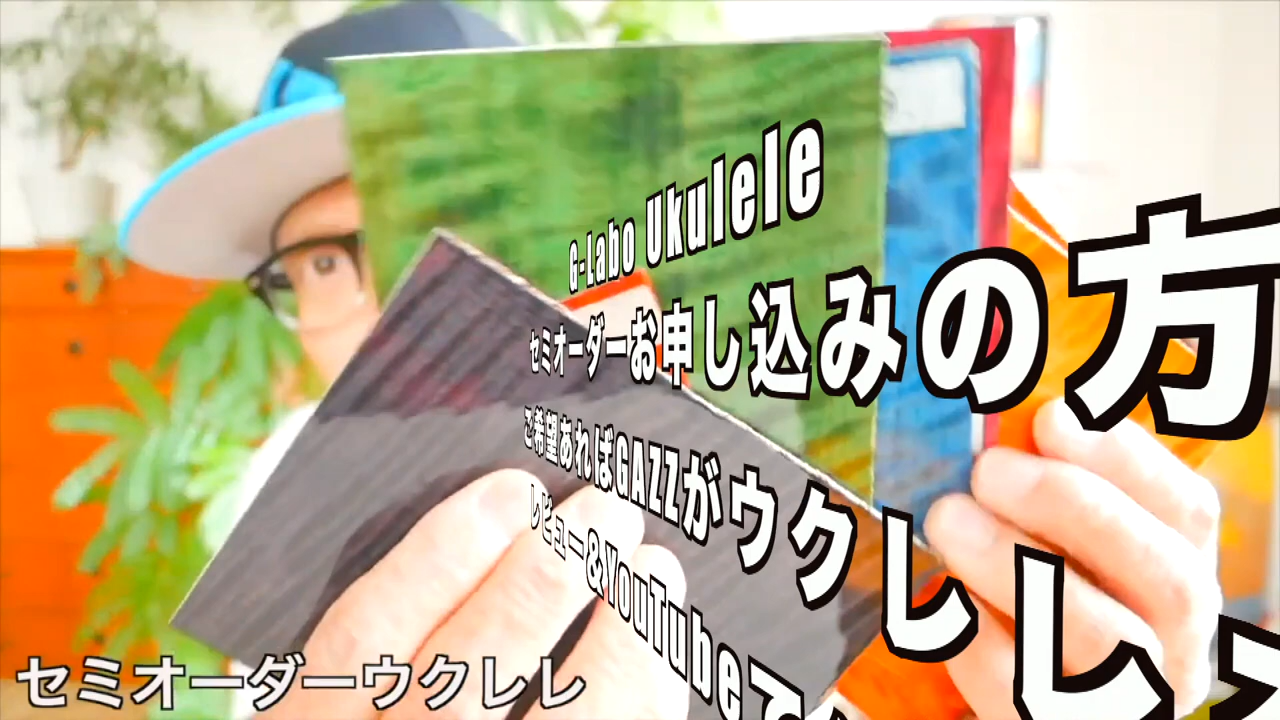 G-Labo Ukulele
セミオーダーお申し込みの方
ご希望あればGAZZがウクレレ
レビュー&YouTubeで
セミオーダーウクレレ